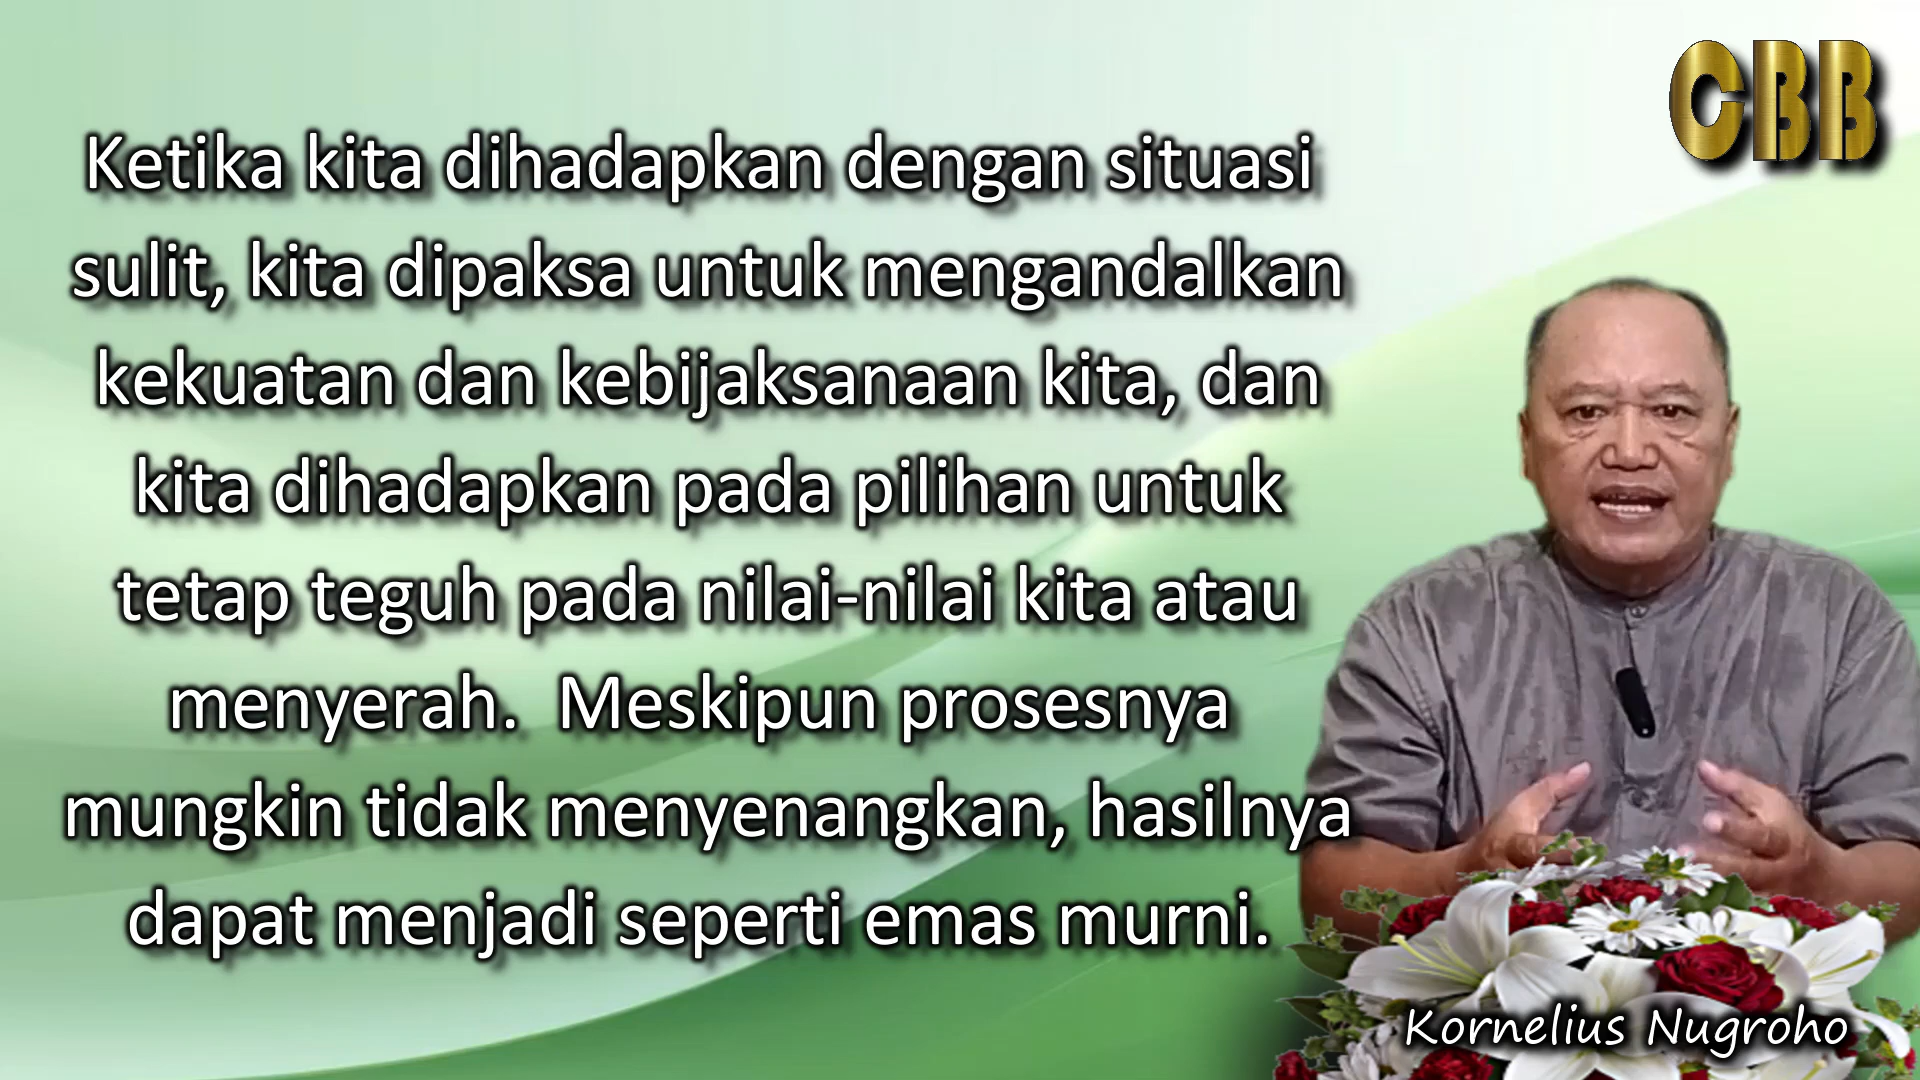 CBB
Ketika kita dihadapkan dengan situasi
sulit, kita dipaksa untuk mengandalkan
kekuatan dan kebijaksanaan kita, dan
kita dihadapkan pada pilihan untuk
tetap teguh pada nilai-nilai kita atau
menyerah.  Meskipun prosesnya
mungkin tidak menyenangkan, hasilnya
dapat menjadi seperti emas murni.
Kornelius Nugroho